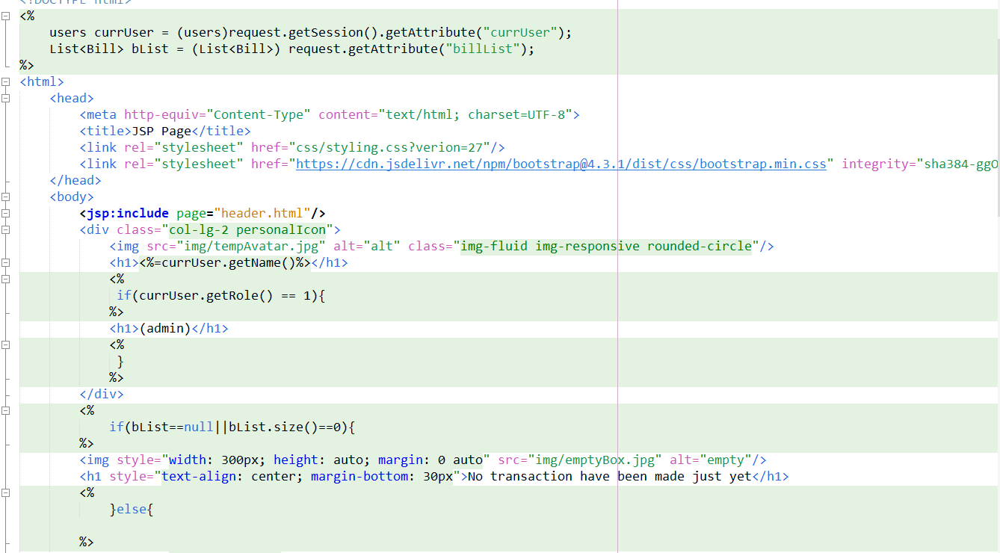 <!DOCTYPE html>
<%
users currUser = (users)request.getSession().getAttribute("currUser");
List<Bill> bList = (List<Bill>) request.getAttribute("billList");
%>
<html>
<head>
<meta http-equiv="Content-Type" content="text/html; charset=UTF-8">
<title>JSP Page</title>
<link rel="stylesheet" href="css/styling.css?verion=27"/>
<link rel="stylesheet" href="https://cdn.jsdelivr.net/npm/bootstrap@4.3.1/dist/css/bootstrap.min.css" integrity="sha384-ggO
</head>
<body>
<jsp:include page="header.html"/>
<div class="col-lg-2 personalIcon">
<img src="img/tempAvatar.jpg" alt="alt" class="img-fluid img-responsive rounded-circle"/>
<h1><%=currUser.getName()%></h1>
<%
if(currUser.getRole() == 1){
%>
<h1>(admin)</h1>
<%
}
%>
</div>
<%
if(bList==null||bList.size()==0){
%>
<img style="width: 300px; height: auto; margin: 0 auto" src="img/emptyBox.jpg" alt="empty"/>
<h1 style="text-align: center; margin-bottom: 30px">No transaction have been made just yet</h1>
<%
}else{
%>